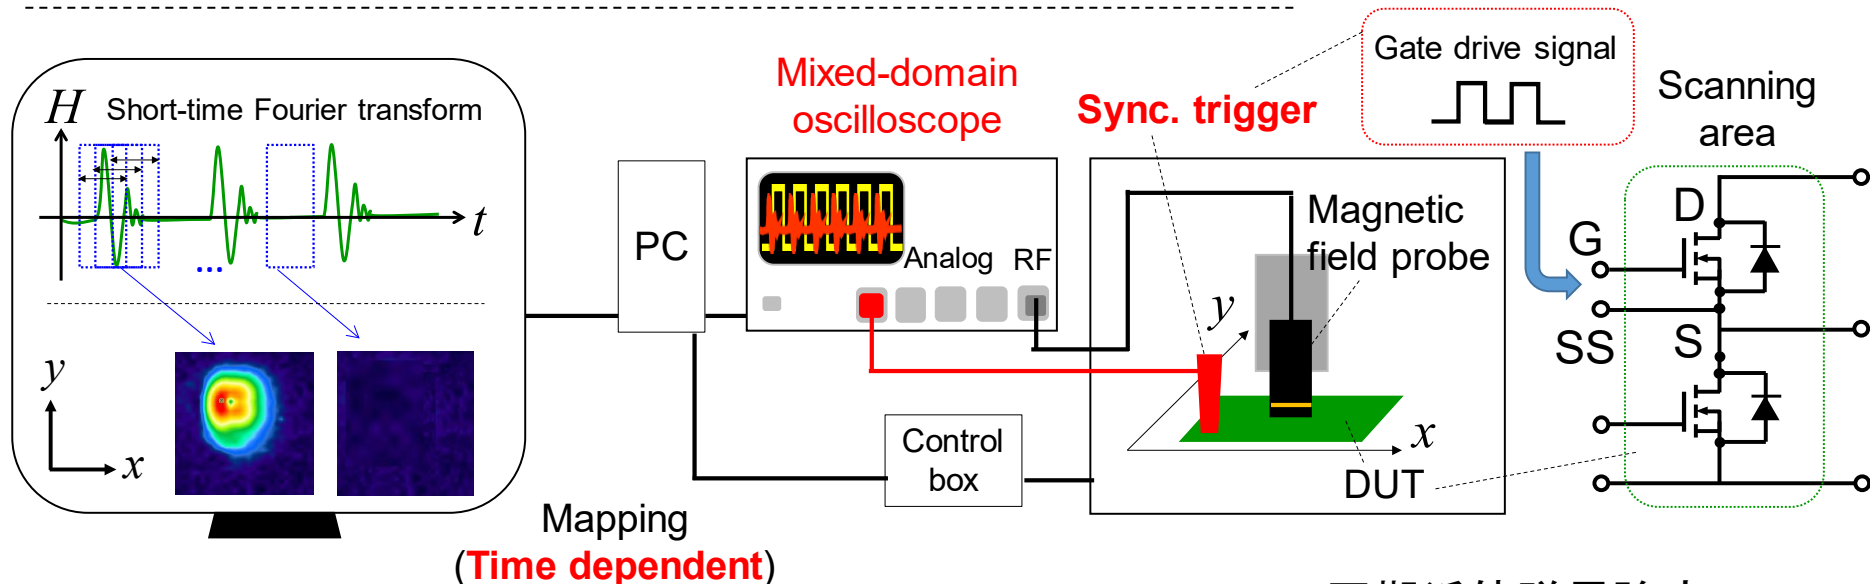 Gate drive signal
Mixed-domain
oscilloscope
Sync. trigger
Scanning
area
H
Short-time Fourier transform
t
...
PC
Analog
RF
Magnetic
field probe
D
G
SS
S
y
x
y
x
Control
box
DUT
Mapping
(Time dependent)